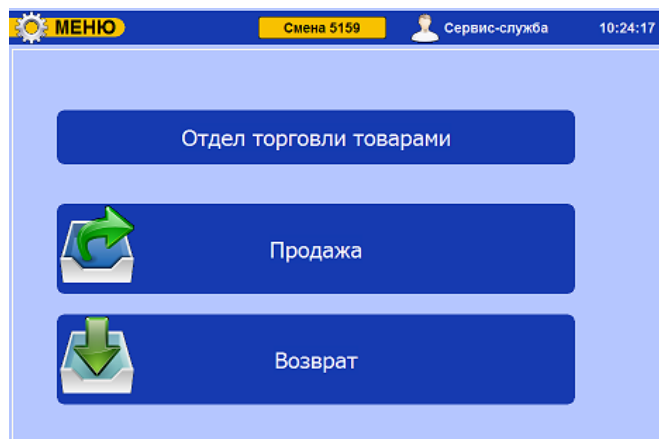 МЕНЮ Смена 5159 Сервис-служба 10:24:17
Отдел торговли товарами
Продажа
Возврат